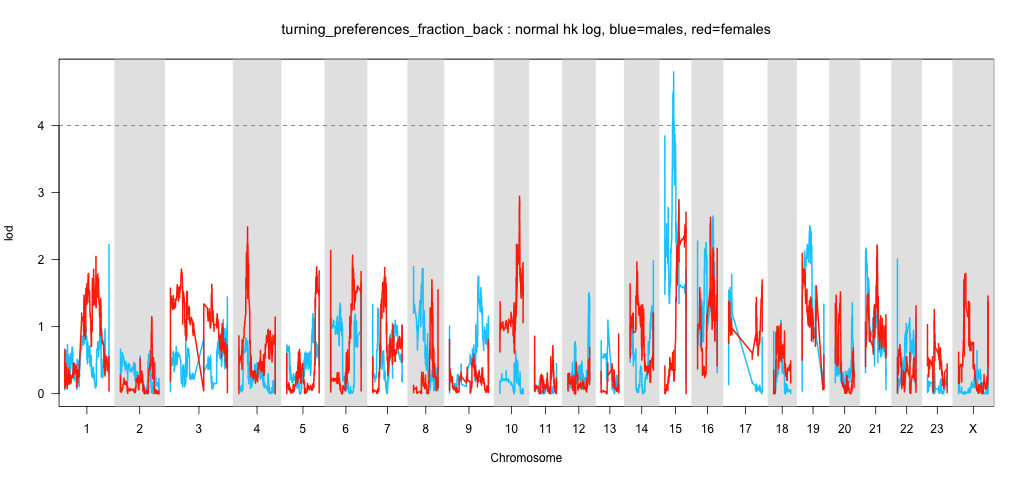 turning_preferences_fraction_back : normal hk log, blue=males, red=females
lod
4
3
2
1
0
1 2 3 4 5 6 7 8 9 10 11 12 13 14 15 16 17 18 19 20 21 22 23 X
Chromosome